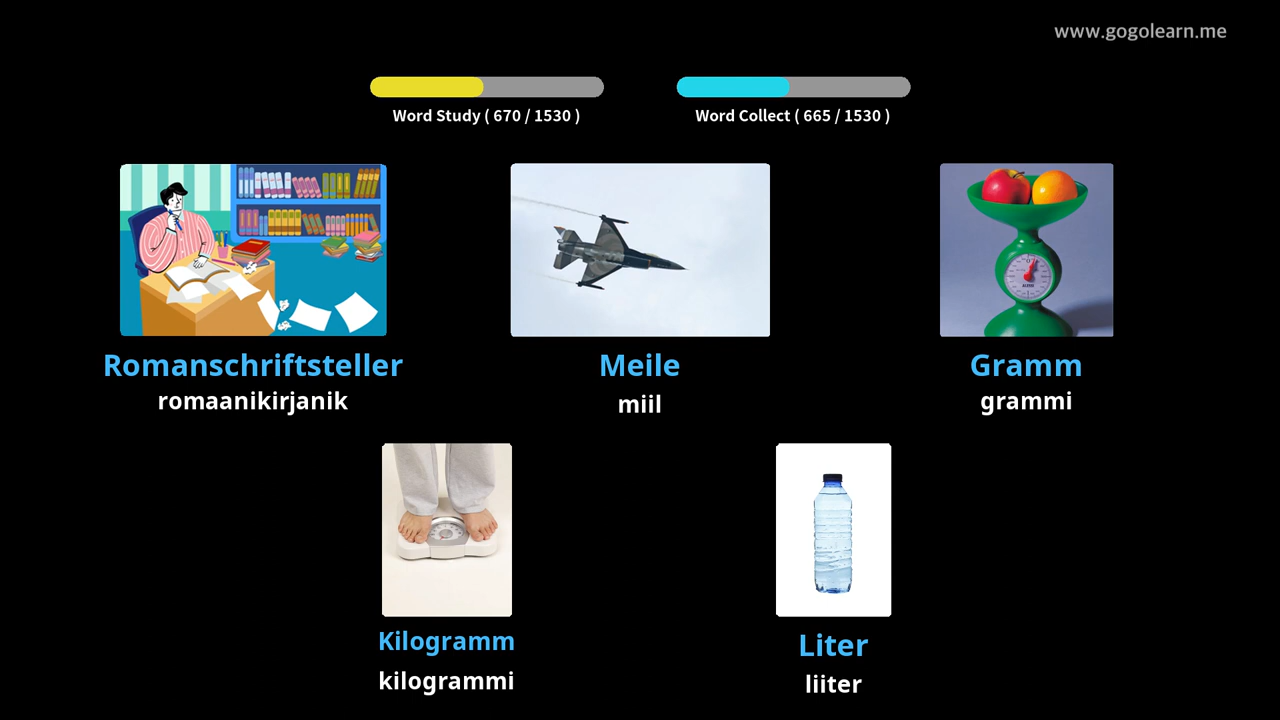 www.gogolearn.me
Word Study ( 670 / 1530 )
Word Collect ( 665 / 1530 )
Romanschriftsteller
romaanikirjanik
Meile
miil
Gramm
grammi
Kilogramm
kilogrammi
Liter
liiter